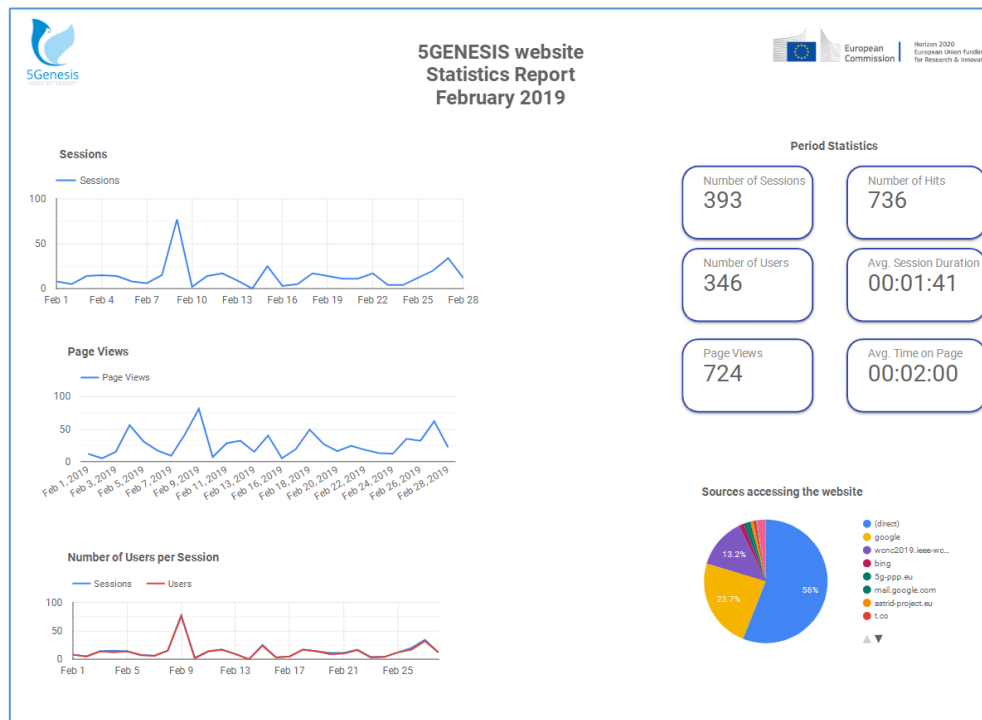 5Genesis
5GENESIS website
Statistics Report
February 2019
European
Commission
Horizon 2020
European Union funding
for Research & Innovat
Sessions
Sessions
100
50
0
Feb 1
Feb 4
Feb 7
Feb 10
Feb 13
Feb 16
Feb 19
Feb 22
Feb 25
Feb 28
Page Views
Page Views
100
50
0
Feb 1, 2019
Feb 3, 2019
Feb 5, 2019
Feb 7, 2019
Feb 9, 2019
Feb 11, 2019
Feb 13, 2019
Feb 16, 2019
Feb 18, 2019
Feb 20, 2019
Feb 22, 2019
Feb 24, 2019
Feb 26, 2019
Feb 28, 2019
Number of Users per Session
Sessions
Users
100
50
0
Feb 1
Feb 5
Feb 9
Feb 13
Feb 17
Feb 21
Feb 25
Period Statistics
Number of Sessions
393
Number of Hits
736
Number of Users
346
Avg. Session Duration
00:01:41
Page Views
724
Avg. Time on Page
00:02:00
Sources accessing the website
13.2%
22.7%
56%
(direct)
google
wcnc2019.ieee-wc...
bing
5g-ppp.eu
mail.google.com
astrid-project.eu
t.co